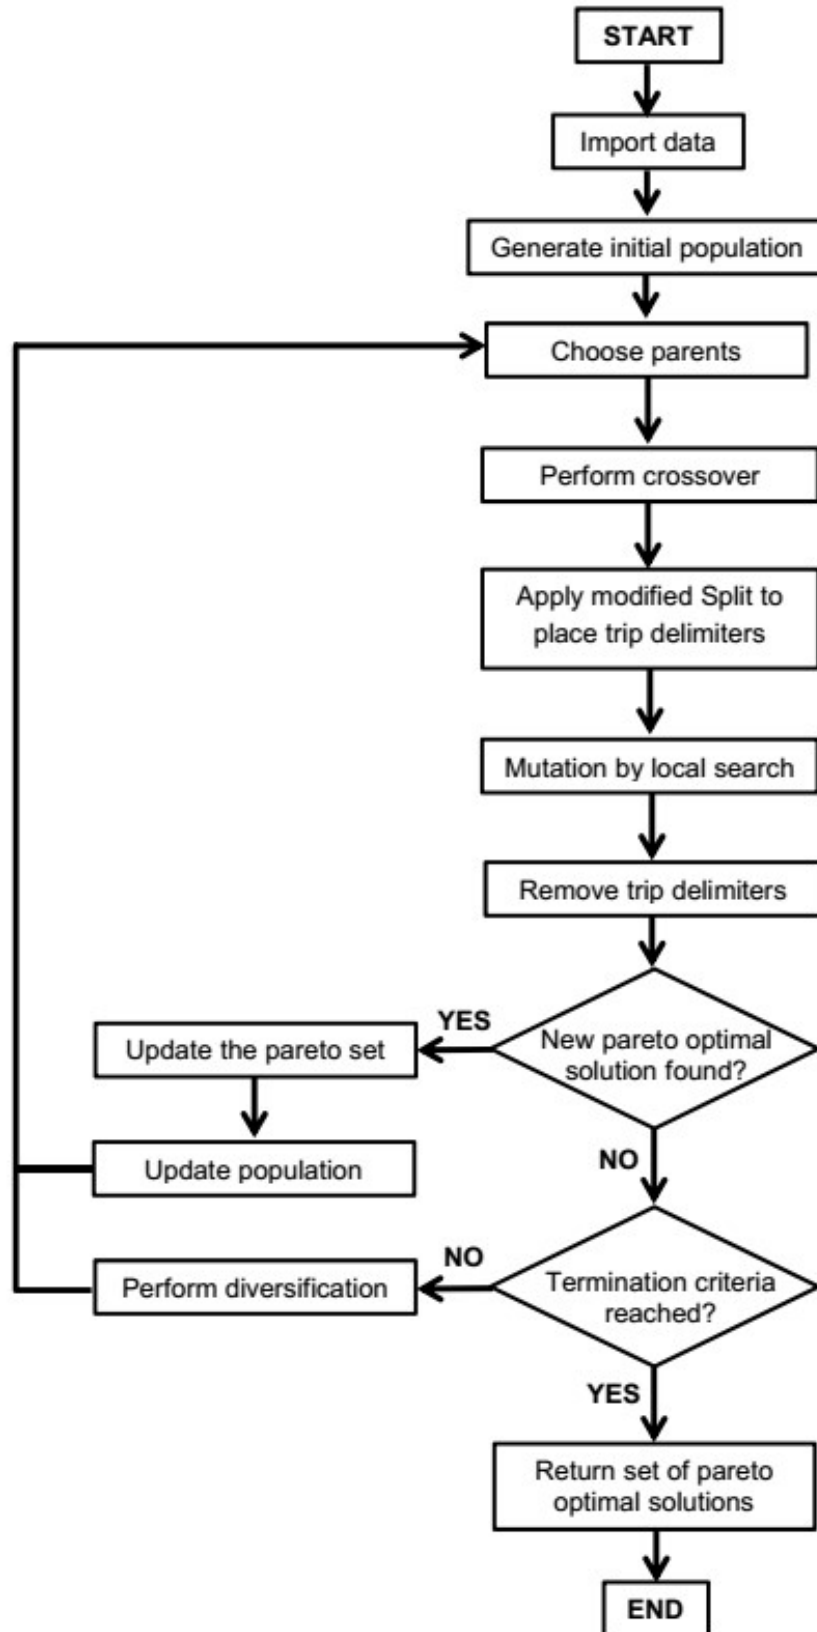 START
Import data
Generate initial population
Choose parents
Perform crossover
Apply modified Split to
place trip delimiters
Mutation by local search
Remove trip delimiters
New pareto optimal
solution found?
YES
Update the pareto set
Update population
NO
Termination criteria
reached?
NO
Perform diversification
YES
Return set of pareto
optimal solutions
END